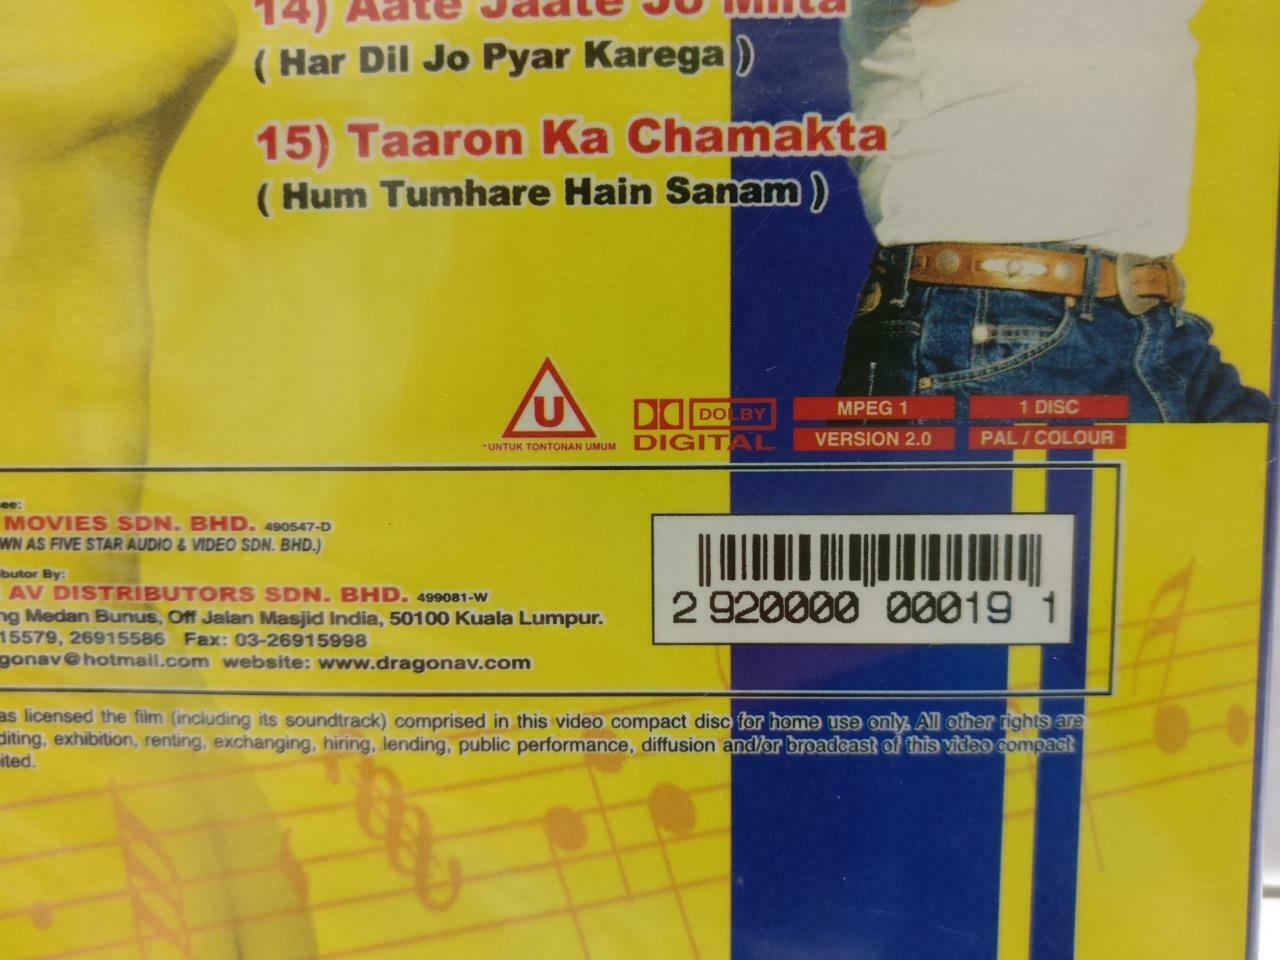 14) Aate Jaate Jo Milta
( Har Dil Jo Pyar Karega )
15) Taaron Ka Chamakta
( Hum Tumhare Hain Sanam )
U
*UNTUK TONTONAN UMUM
DOLBY
DIGITAL
MPEG 1
1 DISC
VERSION 2.0
PAL / COLOUR
MOVIES SDN. BHD. 490547-D
AS FIVE STAR AUDIO & VIDEO SDN. BHD.)
By:
AV DISTRIBUTORS SDN. BHD. 499081-W
Medan Bunus, Off Jalan Masjid India, 50100 Kuala Lumpur.
15579, 26915586 Fax: 03-26915998
gonav@hotmail.com website: www.dragonav.com
2 920000 000019 1
as licensed the film (including its soundtrack) comprised in this video compact disc for home use only. All other rights are
diting, exhibition, renting, exchanging, hiring, lending, public performance, diffusion and/or broadcast of this video compact